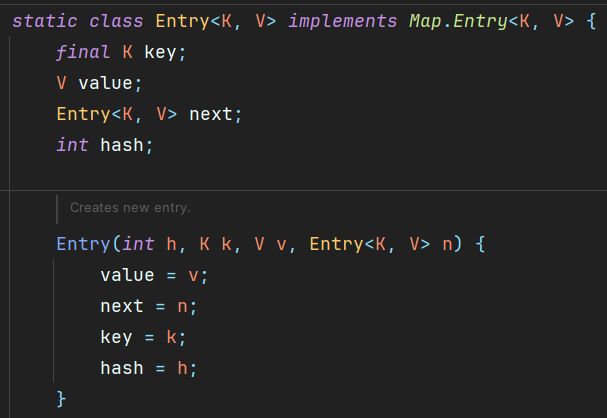 static class Entry<K, V> implements Map.Entry<K, V> {
final K key;
V value;
Entry<K, V> next;
int hash;
Creates new entry.
Entry(int h, K k, V v, Entry<K, V> n) {
value = v;
next = n;
key = k;
hash = h;
}